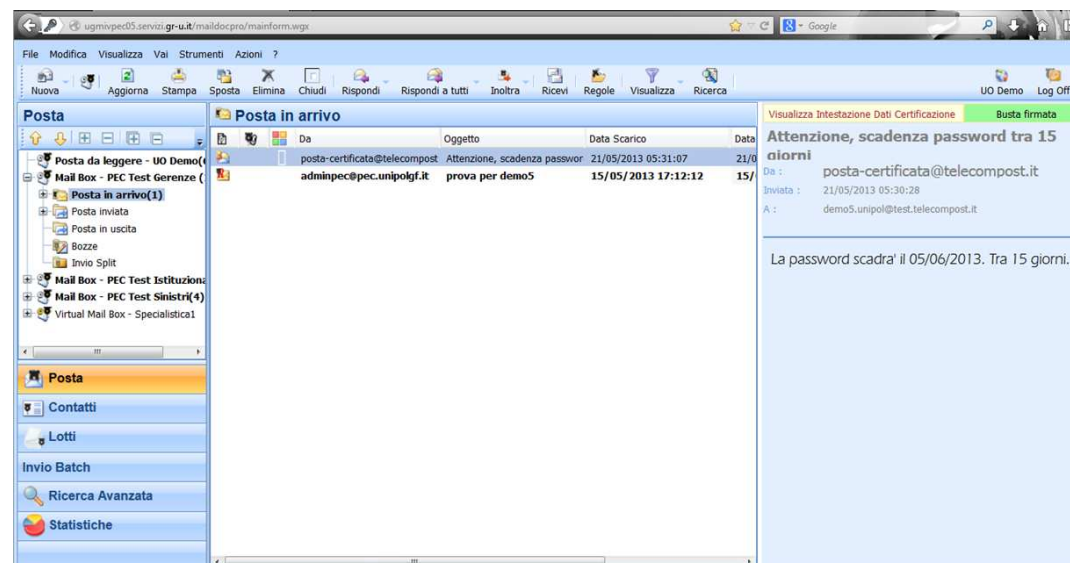 ugmivpec05.servizi.gr-u.it/maildocpro/mainform.wgx
Google
File Modifica Visualizza Vai Strumenti Azioni ?
Nuova Aggiorna Stampa Sposta Elimina Chiudi Rispondi Rispondi a tutti Inoltra Ricevi Regole Visualizza Ricerca UO Demo Log Off
Posta
Posta da leggere - UO Demo(
Mail Box - PEC Test Gerenze (
Posta in arrivo(1)
Posta inviata
Posta in uscita
Bozze
Invio Split
Mail Box - PEC Test Istituziona
Mail Box - PEC Test Sinistri(4)
Virtual Mail Box - Specialistica1
Posta
Contatti
Lotti
Invio Batch
Ricerca Avanzata
Statistiche
Posta in arrivo
Da Oggetto Data Scarico Data
posta-certificata@telecompost Attenzione, scadenza passwor 21/05/2013 05:31:07 21/0
adminpec@pec.unipolgf.it prova per demo5 15/05/2013 17:12:12 15/
Visualizza Intestazione Dati Certificazione Busta firmata
Attenzione, scadenza password tra 15
giorni
Da : posta-certificata@telecompost.it
Inviata : 21/05/2013 05:30:28
A : demo5.unipol@test.telecompost.it
La password scadra' il 05/06/2013. Tra 15 giorni.